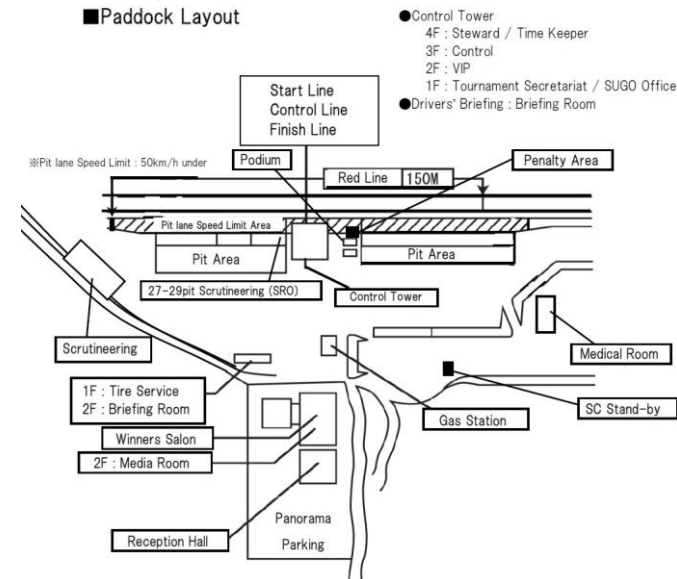 ■Paddock Layout
●Control Tower
4F : Steward / Time Keeper
3F : Control
2F : VIP
1F : Tournament Secretariat / SUGO Office
●Drivers' Briefing : Briefing Room
Start Line
Control Line
Finish Line
※Pit lane Speed Limit : 50km/h under
Podium
Penalty Area
Red Line 150M
Pit lane Speed Limit Area
Pit Area
Pit Area
27-29pit Scrutineering (SRO)
Control Tower
Scrutineering
Medical Room
1F : Tire Service
2F : Briefing Room
Gas Station
SC Stand-by
Winners Salon
2F : Media Room
Reception Hall
Panorama
Parking